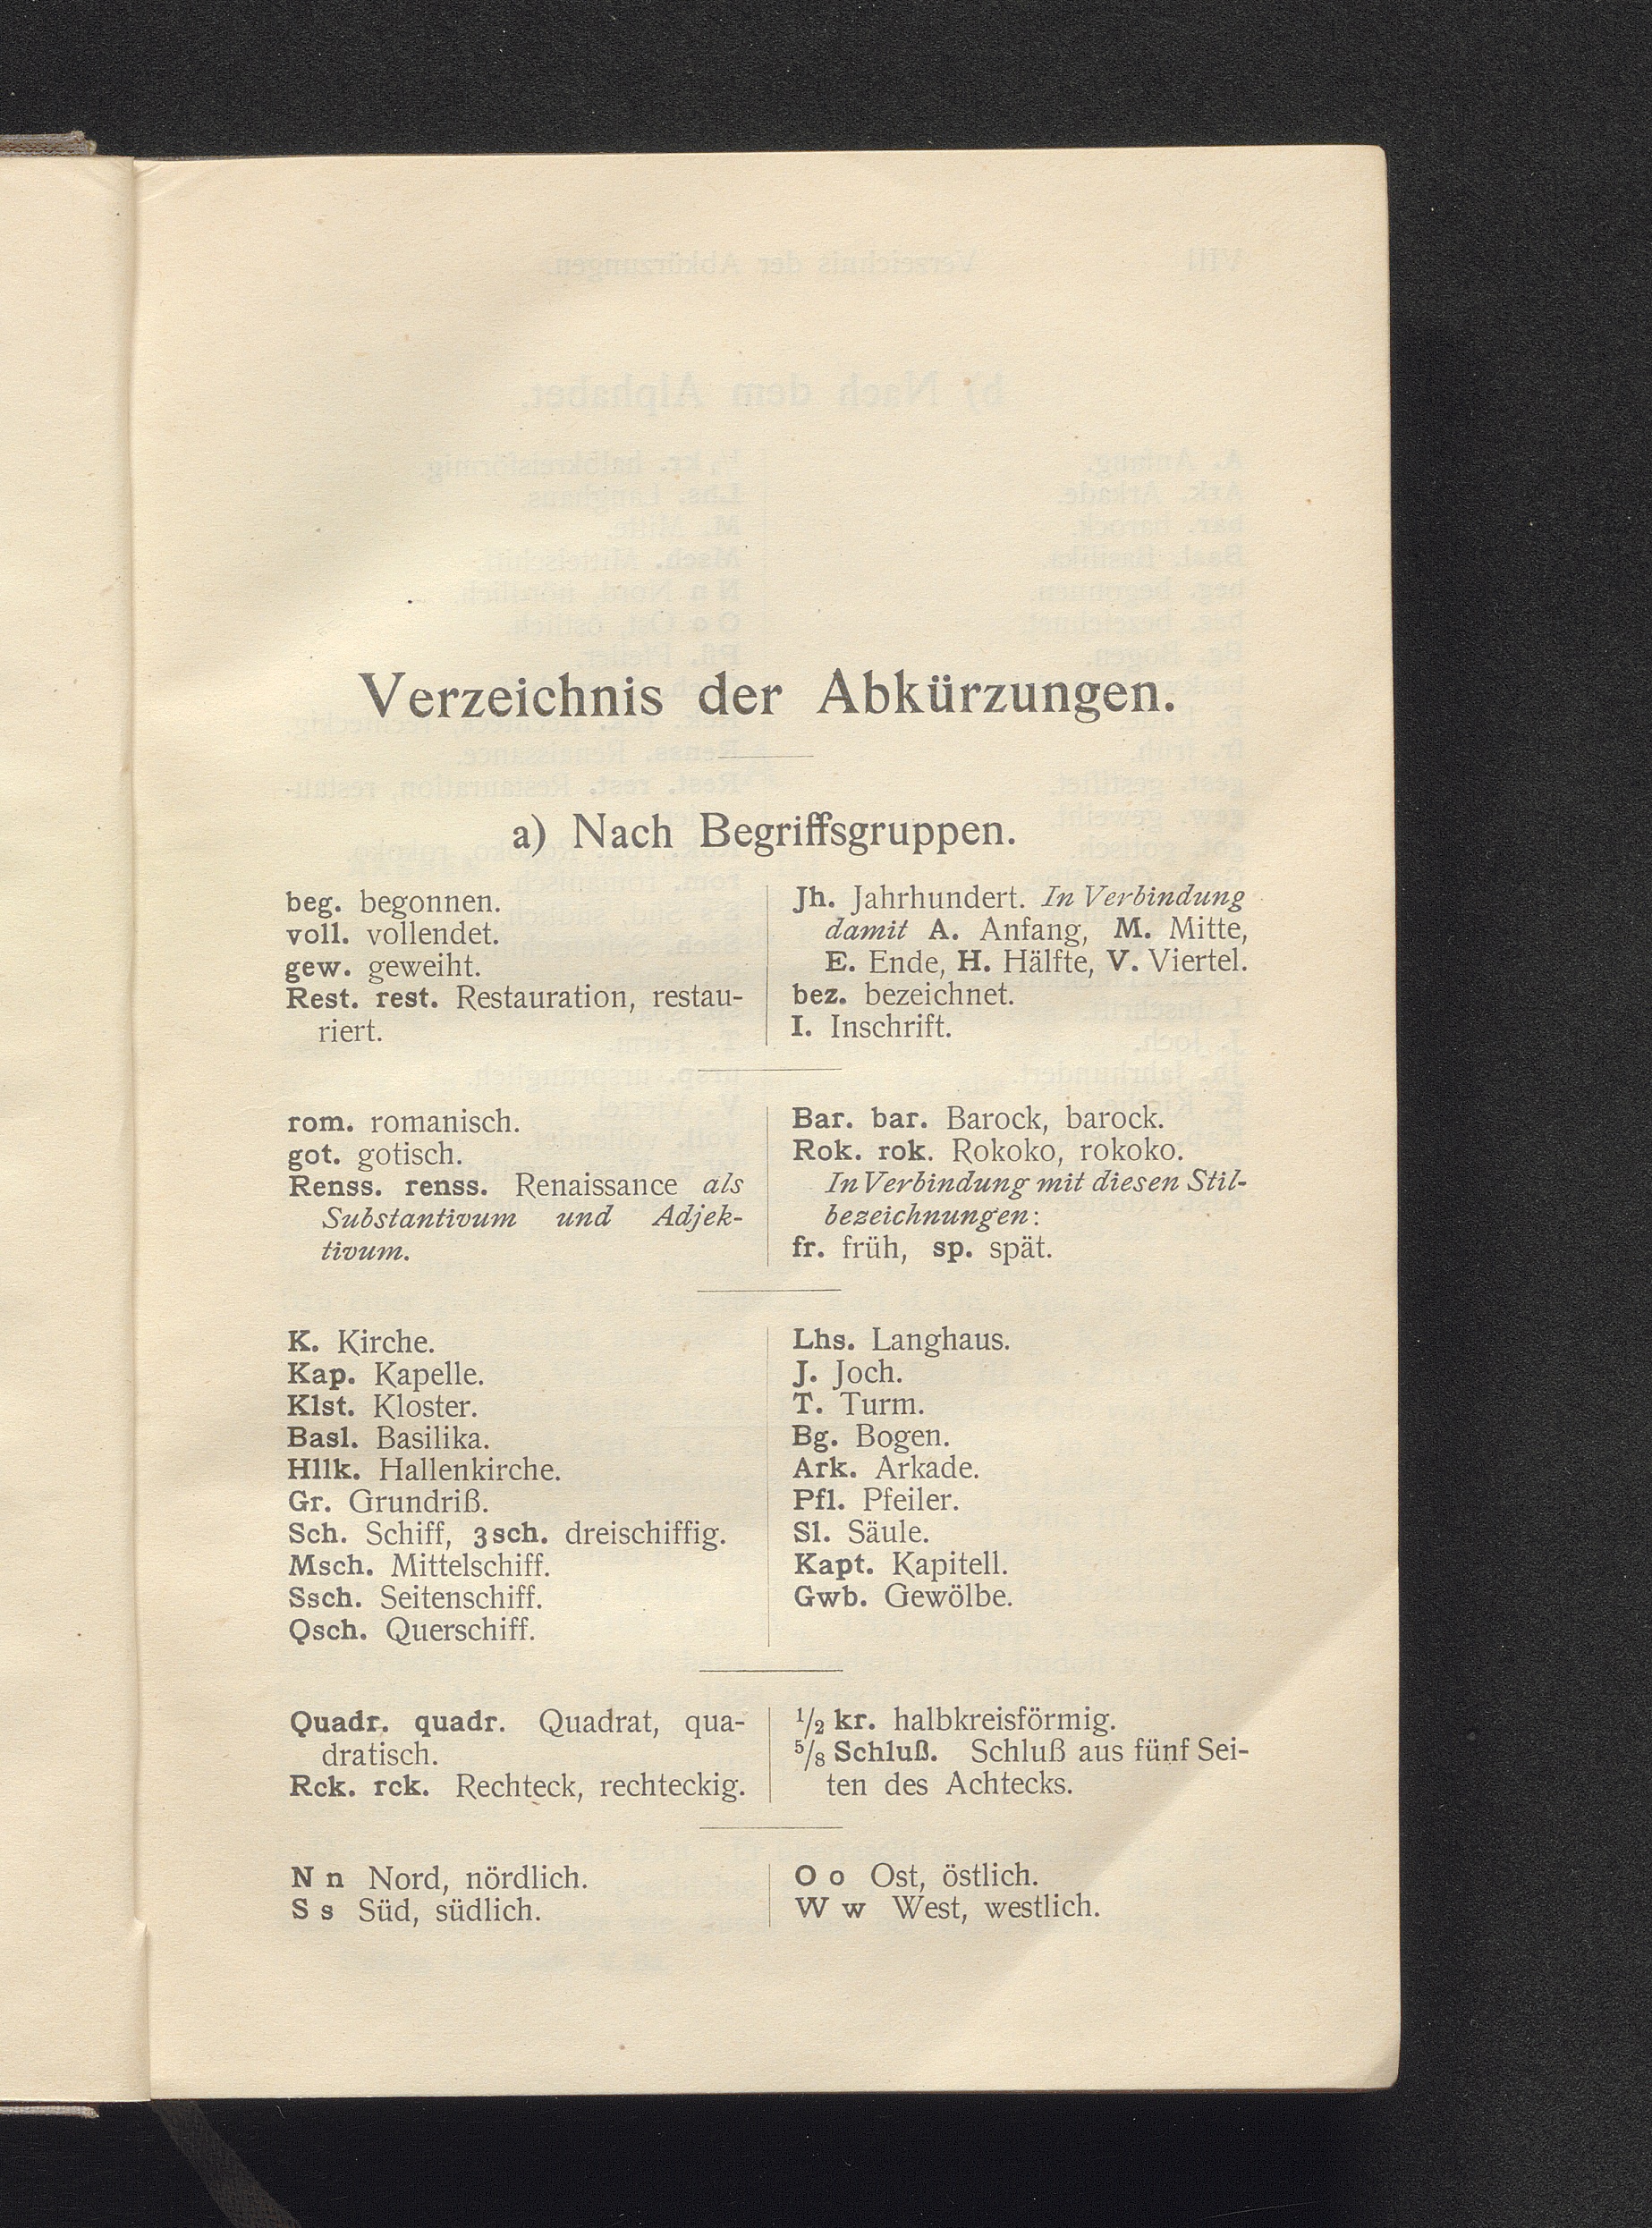 Verzeichnis der Abkürzungen.
a) Nach Begriffsgruppen.
beg. begonnen.
voll. vollendet.
gew. geweiht.
Rest. rest. Restauration, restau-
riert.
Jh. Jahrhundert. In Verbindung
damit A. Anfang, M. Mitte,
E. Ende, H. Hälfte, V. Viertel.
bez. bezeichnet.
I. Inschrift.
rom. romanisch.
got. gotisch.
Renss. renss. Renaissance als
Substantivum und Adjek-
tivum.
Bar. bar. Barock, barock.
Rok. rok. Rokoko, rokoko.
In Verbindung mit diesen Stil-
bezeichnungen:
fr. früh, sp. spät.
K. Kirche.
Kap. Kapelle.
Klst. Kloster.
Basl. Basilika.
Hllk. Hallenkirche.
Gr. Grundriß.
Sch. Schiff, 3sch. dreischiffig.
Msch. Mittelschiff.
Ssch. Seitenschiff.
Qsch. Querschiff.
Lhs. Langhaus.
J. Joch.
T. Turm.
Bg. Bogen.
Ark. Arkade.
Pfl. Pfeiler.
Sl. Säule.
Kapt. Kapitell.
Gwb. Gewölbe.
Quadr. quadr. Quadrat, qua-
dratisch.
Rck. rck. Rechteck, rechteckig.
1/2 kr. halbkreisförmig.
5/8 Schluß. Schluß aus fünf Sei-
ten des Achtecks.
N n Nord, nördlich.
S s Süd, südlich.
O o Ost, östlich.
W w West, westlich.